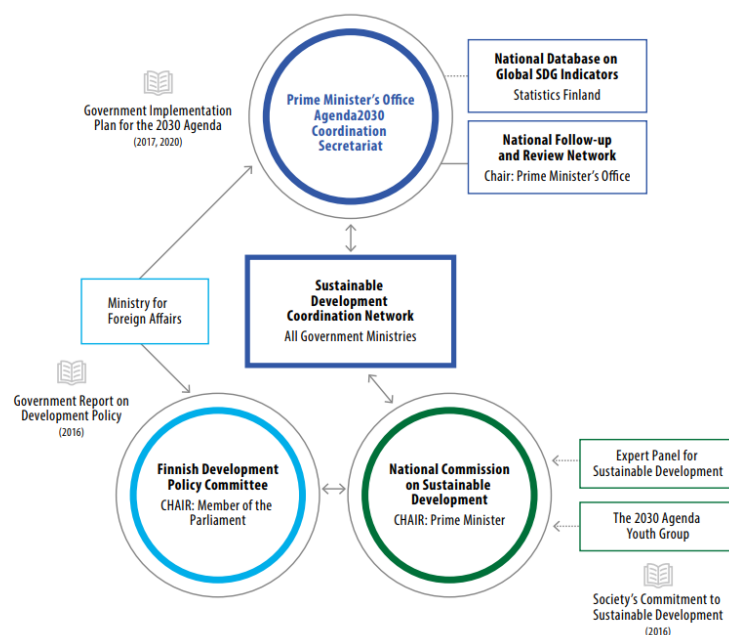 National Database on
Global SDG Indicators
Statistics Finland
Government Implementation
Plan for the 2030 Agenda
(2017, 2020)
Prime Minister's Office
Agenda2030
Coordination
Secretariat
National Follow-up
and Review Network
Chair: Prime Minister's Office
Ministry for
Foreign Affairs
Sustainable
Development
Coordination Network
All Government Ministries
Government Report on
Development Policy
(2016)
Finnish Development
Policy Committee
CHAIR: Member of the
Parliament
National Commission
on Sustainable
Development
CHAIR: Prime Minister
Expert Panel for
Sustainable Development
The 2030 Agenda
Youth Group
Society's Commitment to
Sustainable Development
(2016)